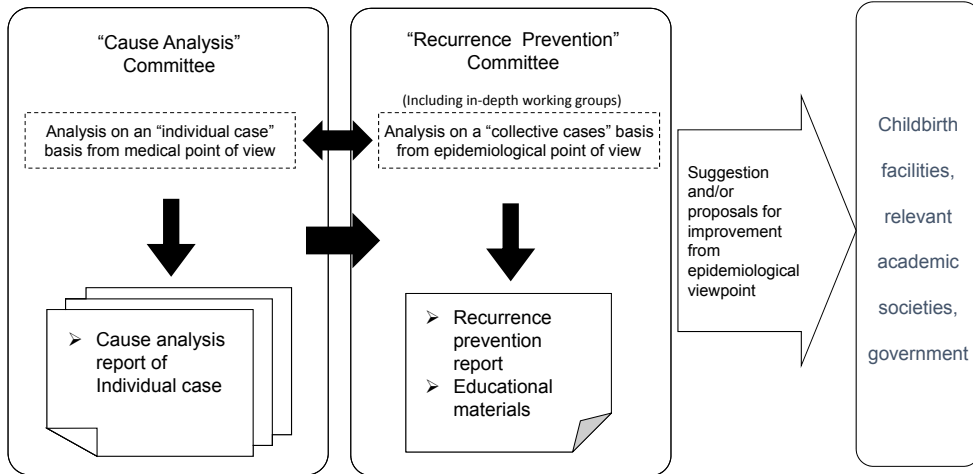 “Cause Analysis”
Committee
Analysis on an “individual case”
basis from medical point of view
➢ Cause analysis
report of
Individual case
“Recurrence Prevention”
Committee
(Including in-depth working groups)
Analysis on a “collective cases” basis
from epidemiological point of view
➢ Recurrence
prevention
report
➢ Educational
materials
Suggestion
and/or
proposals for
improvement
from
epidemiological
viewpoint
Childbirth
facilities,
relevant
academic
societies,
government